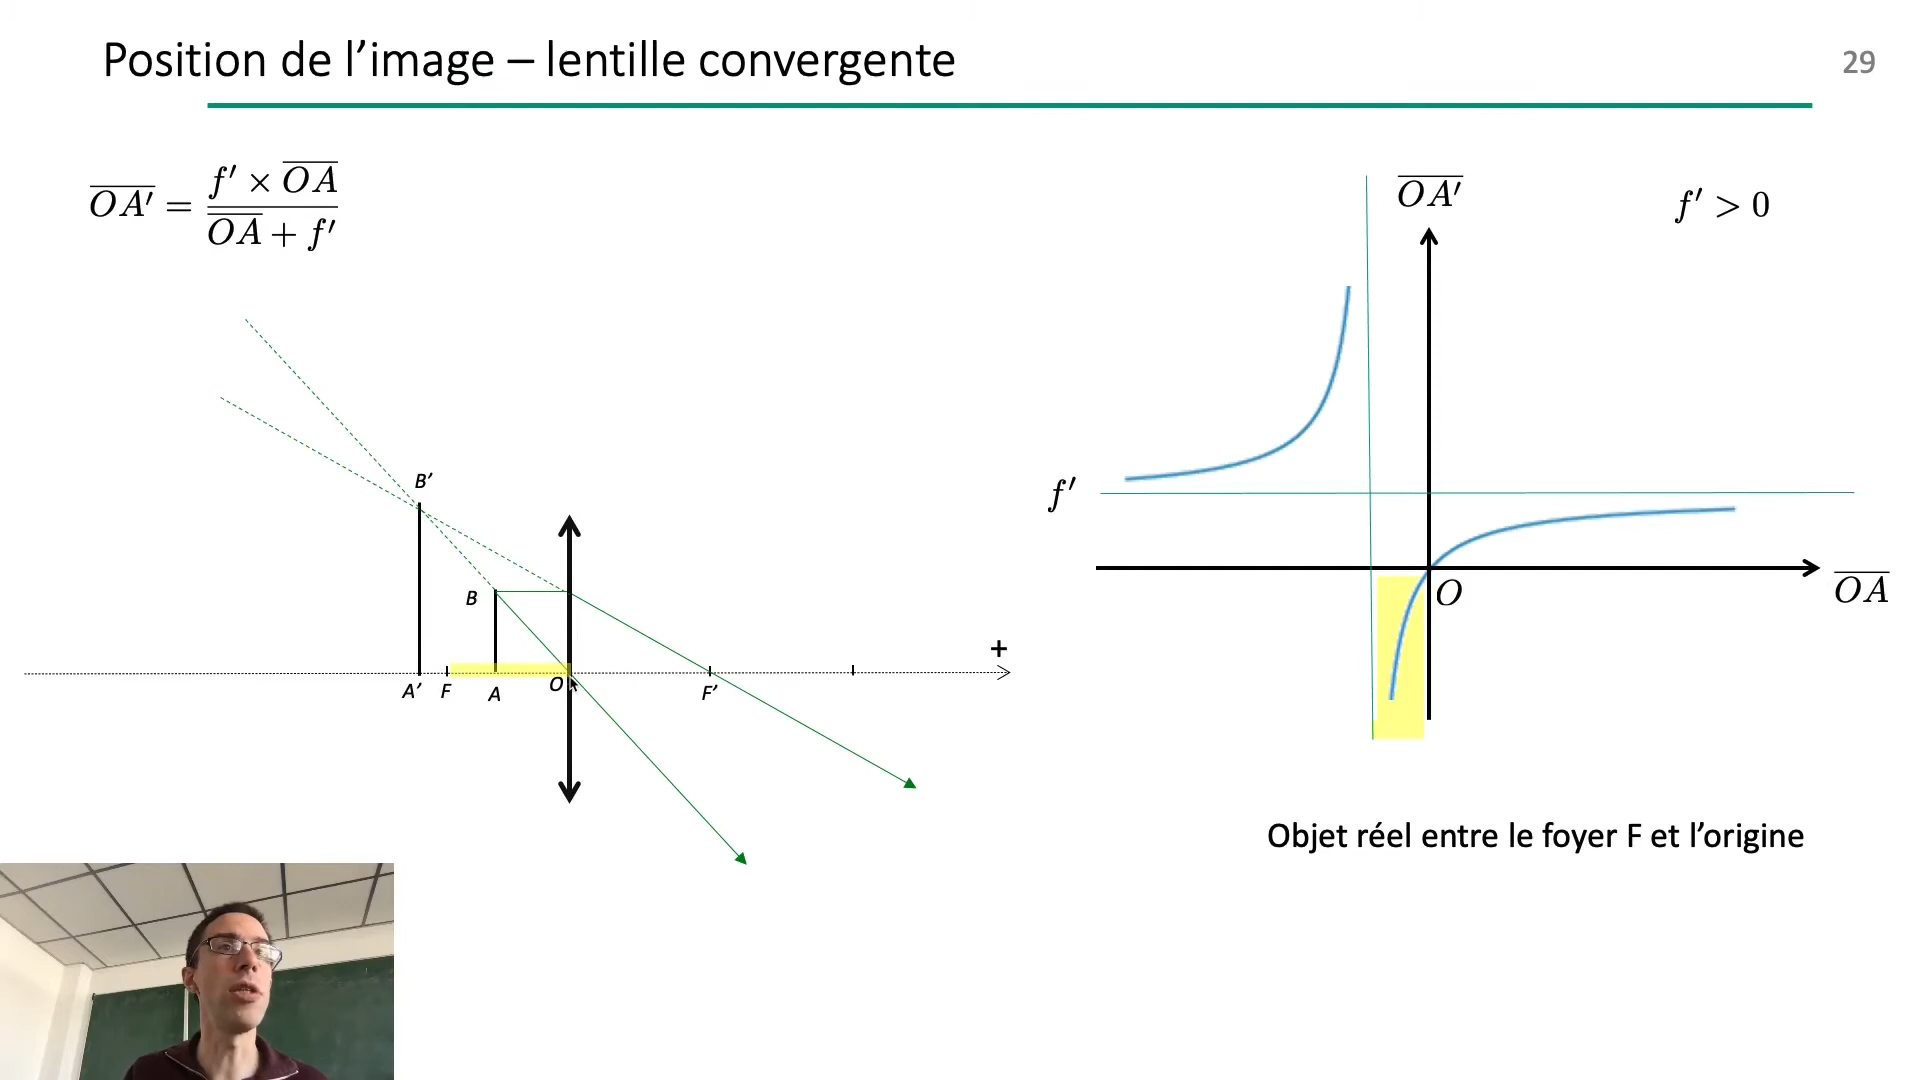 Position de l’image – lentille convergente
29
OA′ = f′ × OA / OA + f′
OA′
f′ > 0
f′
O
OA
B′
B
+
A′ F A O F′
Objet réel entre le foyer F et l’origine